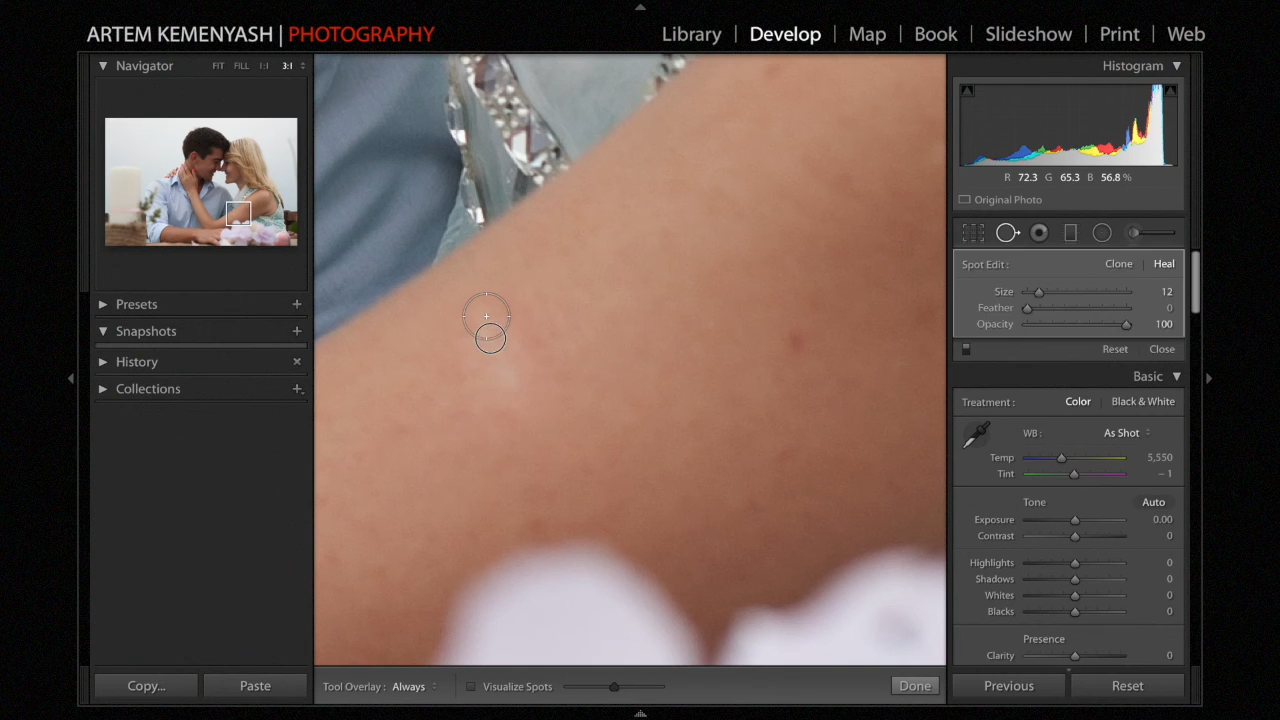 ARTEM KEMENYASH | PHOTOGRAPHY
Library | Develop | Map | Book | Slideshow | Print | Web
Navigator FIT FILL 1:1 3:1
Presets
Snapshots
History
Collections
Copy...
Paste
Tool Overlay : Always
Visualize Spots
Done
Histogram
R 72.3 G 65.3 B 56.8 %
Original Photo
Spot Edit : Clone | Heal
Size 12
Feather 0
Opacity 100
Reset Close
Basic
Treatment : Color | Black & White
WB : As Shot
Temp 5,550
Tint – 1
Tone Auto
Exposure 0.00
Contrast 0
Highlights 0
Shadows 0
Whites 0
Blacks 0
Presence
Clarity 0
Previous
Reset